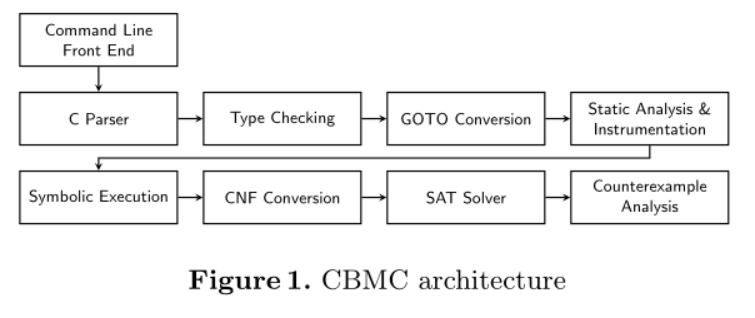 Command Line
Front End
C Parser
Type Checking
GOTO Conversion
Static Analysis &
Instrumentation
Symbolic Execution
CNF Conversion
SAT Solver
Counterexample
Analysis
Figure 1. CBMC architecture